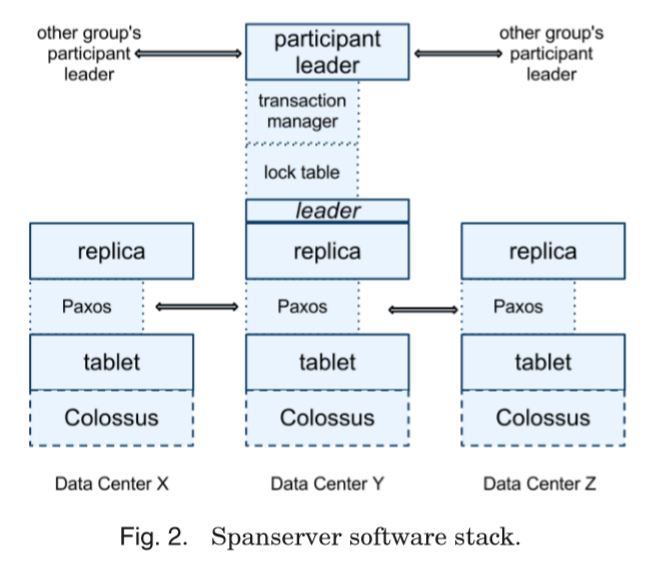 other group's
participant
leader
participant
leader
other group's
participant
leader
transaction
manager
lock table
leader
replica
replica
replica
Paxos
Paxos
Paxos
tablet
tablet
tablet
Colossus
Colossus
Colossus
Data Center X
Data Center Y
Data Center Z
Fig. 2. Spanserver software stack.